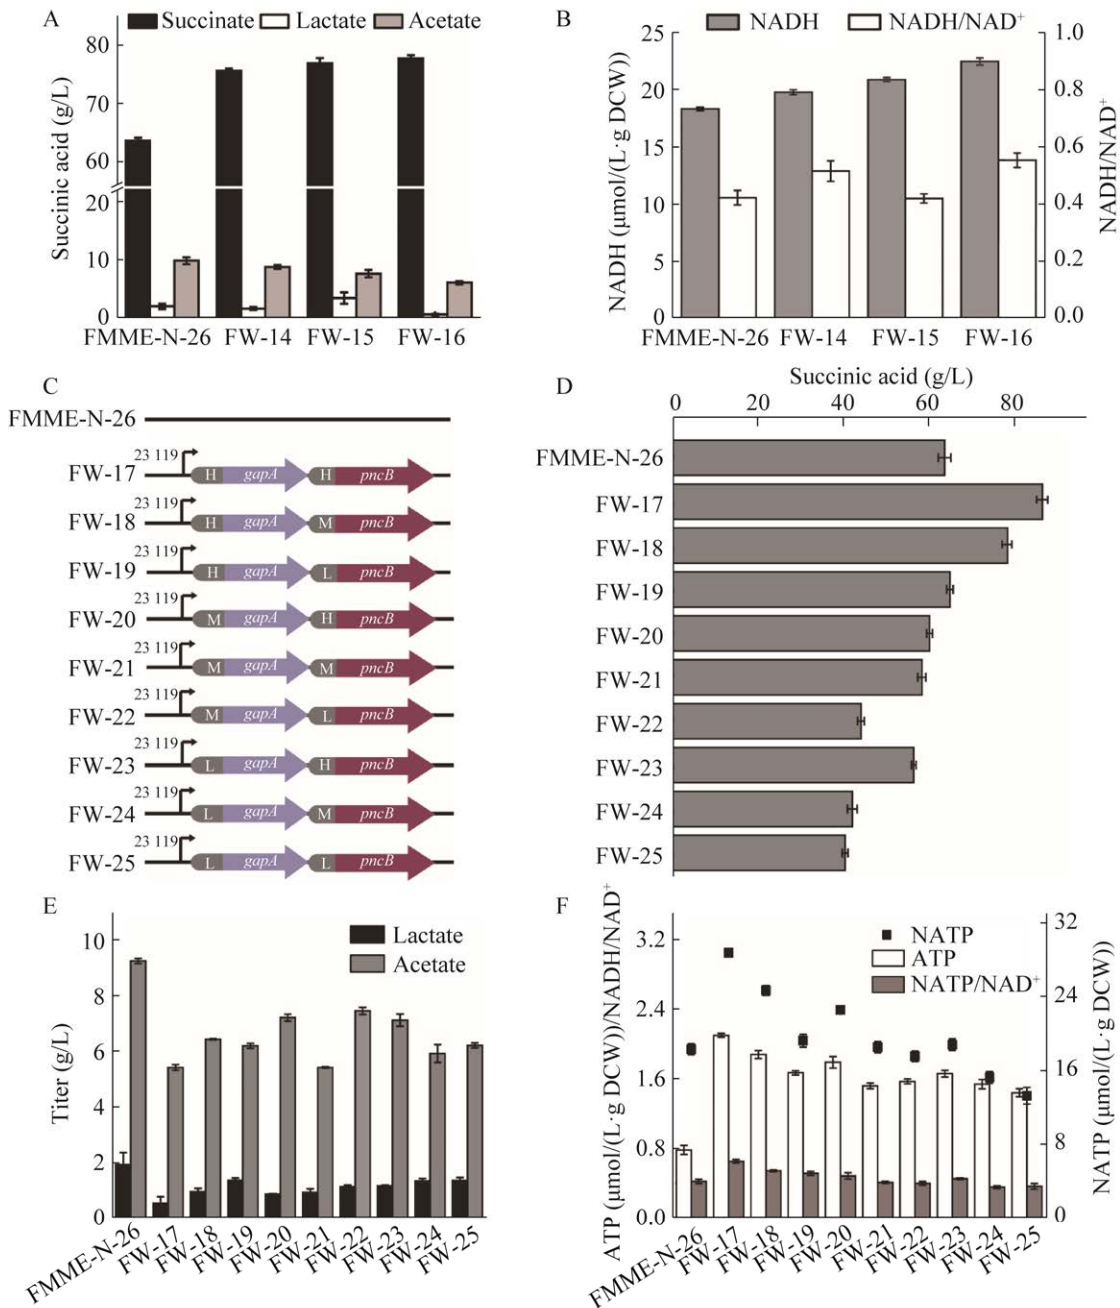 A
Succinate Lactate Acetate
Succinic acid (g/L)
80
70
60
20
10
0
FMME-N-26 FW-14 FW-15 FW-16
B
NADH NADH/NAD⁺
NADH (μmol/(L·g DCW))
25
20
15
10
5
0
1.0
0.8
0.6
0.4
0.2
0.0
NADH/NAD⁺
FMME-N-26 FW-14 FW-15 FW-16
C
FMME-N-26
FW-17 23 119 H gapA H pncB
FW-18 23 119 H gapA M pncB
FW-19 23 119 H gapA L pncB
FW-20 23 119 M gapA H pncB
FW-21 23 119 M gapA M pncB
FW-22 23 119 M gapA L pncB
FW-23 23 119 L gapA H pncB
FW-24 23 119 L gapA M pncB
FW-25 23 119 L gapA L pncB
D
Succinic acid (g/L)
0 20 40 60 80
FMME-N-26
FW-17
FW-18
FW-19
FW-20
FW-21
FW-22
FW-23
FW-24
FW-25
E
Lactate
Acetate
Titer (g/L)
10
8
6
4
2
0
FMME-N-26 FW-17 FW-18 FW-19 FW-20 FW-21 FW-22 FW-23 FW-24 FW-25
F
NATP
ATP
NATP/NAD⁺
ATP (μmol/(L·g DCW))/NADH/NAD⁺
3.2
2.4
1.6
0.8
0.0
32
24
16
8
0
NATP (μmol/(L·g DCW))
FMME-N-26 FW-17 FW-18 FW-19 FW-20 FW-21 FW-22 FW-23 FW-24 FW-25